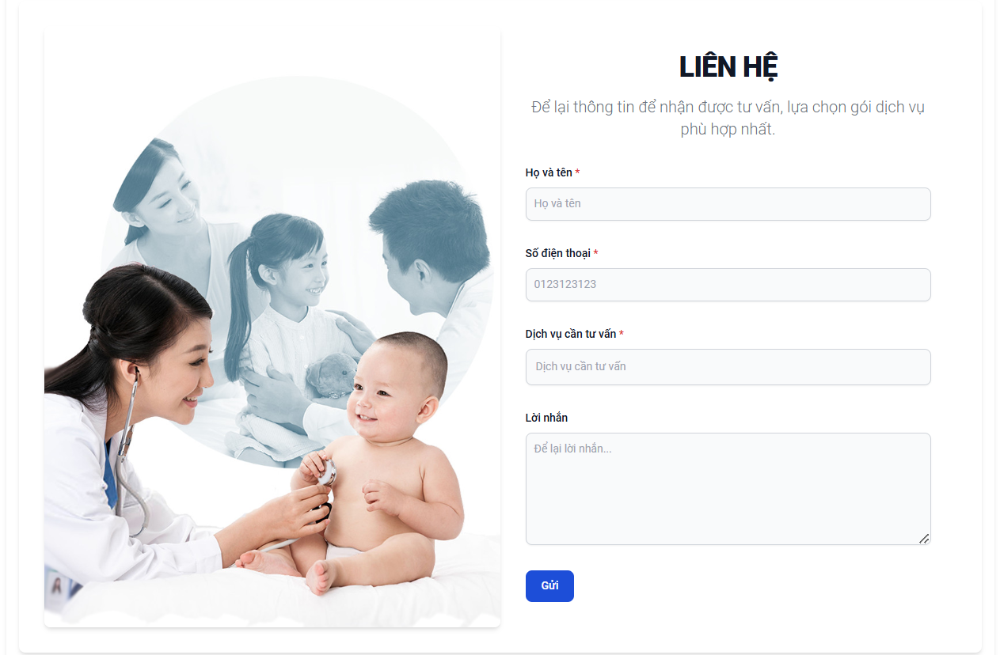 LIÊN HỆ
Để lại thông tin để nhận được tư vấn, lựa chọn gói dịch vụ
phù hợp nhất.
Họ và tên *
Họ và tên
Số điện thoại *
0123123123
Dịch vụ cần tư vấn *
Dịch vụ cần tư vấn
Lời nhắn
Để lại lời nhắn...
Gửi